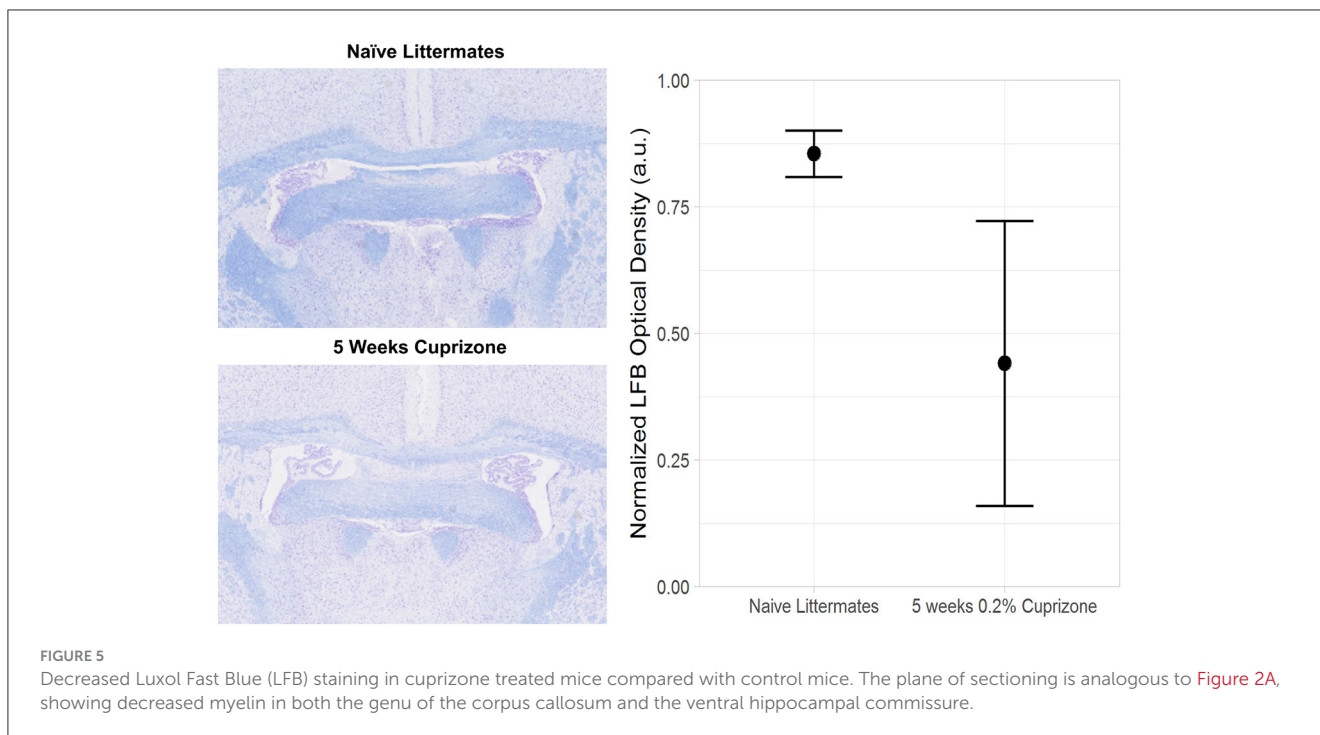 Naïve Littermates
5 Weeks Cuprizone
Normalized LFB Optical Density (a.u.)
1.00
0.75
0.50
0.25
0.00
Naive Littermates
5 weeks 0.2% Cuprizone
FIGURE 5
Decreased Luxol Fast Blue (LFB) staining in cuprizone treated mice compared with control mice. The plane of sectioning is analogous to Figure 2A,
showing decreased myelin in both the genu of the corpus callosum and the ventral hippocampal commissure.